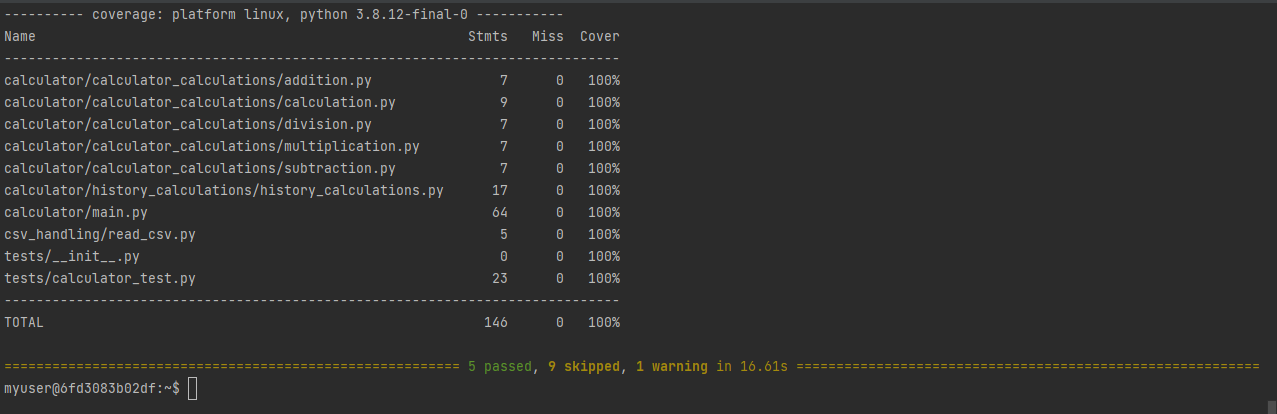 ---------- coverage: platform linux, python 3.8.12-final-0 -----------
Name                                                      Stmts   Miss  Cover
-----------------------------------------------------------------------------
calculator/calculator_calculations/addition.py                7      0   100%
calculator/calculator_calculations/calculation.py             9      0   100%
calculator/calculator_calculations/division.py                7      0   100%
calculator/calculator_calculations/multiplication.py          7      0   100%
calculator/calculator_calculations/subtraction.py             7      0   100%
calculator/history_calculations/history_calculations.py      17      0   100%
calculator/main.py                                           64      0   100%
csv_handling/read_csv.py                                      5      0   100%
tests/__init__.py                                             0      0   100%
tests/calculator_test.py                                     23      0   100%
-----------------------------------------------------------------------------
TOTAL                                                       146      0   100%
========================================================= 5 passed, 9 skipped, 1 warning in 16.61s ==========================================================
myuser@6fd3083b02df:~$